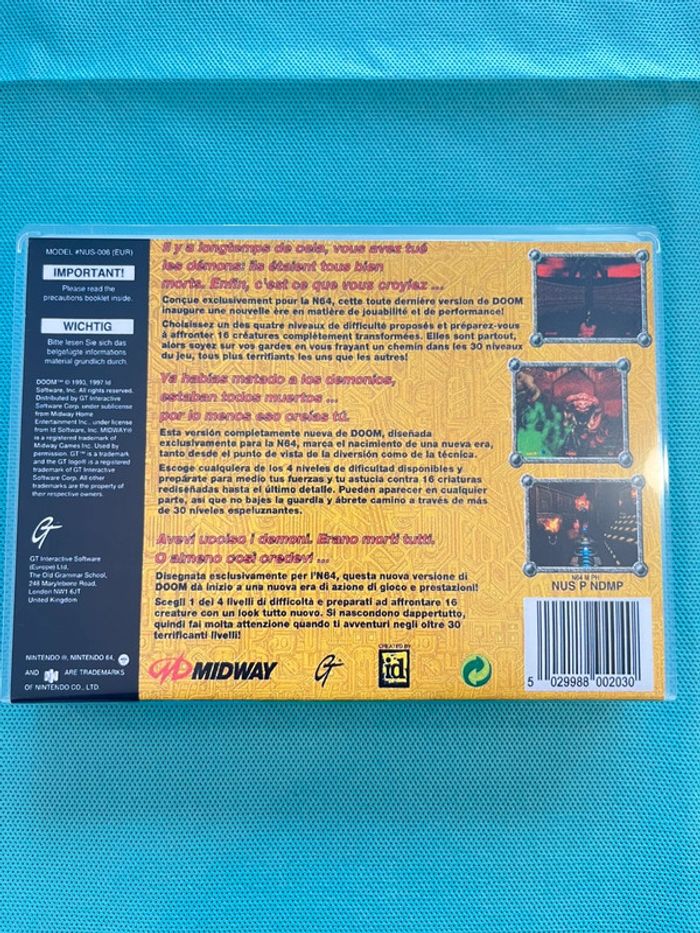 MODEL #NUS-006 (EUR)
IMPORTANT!
Please read the
precautions booklet inside.
WICHTIG
Bitte lesen Sie sich das
beigefügte informations
material gründlich durch.
DOOM™ © 1993, 1997 Id
Software, Inc. All rights reserved.
Distributed by GT Interactive
Software Corp. under sublicense
from Midway Home
Entertainment Inc., under license
from Id Software, Inc. MIDWAY®
is a registered trademark of
Midway Games Inc. Used by
permission. GT™ is a trademark
and the GT logo® is a registered
trademark of GT Interactive
Software Corp. All other
trademarks are the property of
their respective owners.
GT
GT Interactive Software
(Europe) Ltd,
The Old Grammar School,
248 Marylebone Road,
London NW1 6JT
United Kingdom
NINTENDO ®, NINTENDO 64,
AND ARE TRADEMARKS
OF NINTENDO CO., LTD.
Il y a longtemps de cela, vous avez tué
les démons: ils étaient tous bien
morts. Enfin, c'est ce que vous croyiez ...
Conçue exclusivement pour la N64, cette toute dernière version de DOOM
inaugure une nouvelle ère en matière de jouabilité et de performance!
Choisissez un des quatre niveaux de difficulté proposés et préparez-vous
à affronter 16 créatures complètement transformées. Elles sont partout,
alors soyez sur vos gardes en vous frayant un chemin dans les 30 niveaux
du jeu, tous plus terrifiants les uns que les autres!
Ya habías matado a los demonios,
estaban todos muertos ...
por lo menos eso creías tú.
Esta versión completamente nueva de DOOM, diseñada
exclusivamente para la N64, marca el nacimiento de una nueva era,
tanto desde el punto de vista de la diversión como de la técnica.
Escoge cualquiera de los 4 niveles de dificultad disponibles y
prepárate para medir tus fuerzas y tu astucia contra 16 criaturas
rediseñadas hasta el último detalle. Pueden aparecer en cualquier
parte, así que no bajes la guardia y ábrete camino a través de más
de 30 niveles espeluznantes.
Avevi ucciso i demoni. Erano morti tutti.
O almeno così credevi ...
Disegnata esclusivamente per l'N64, questa nuova versione di
DOOM dà inizio a una nuova era di azione di gioco e prestazioni!
Scegli 1 dei 4 livelli di difficoltà e preparati ad affrontare 16
creature con un look tutto nuovo. Si nascondono dappertutto,
quindi fai molta attenzione quando ti avventuri negli oltre 30
terrificanti livelli!
MIDWAY
GT
CREATED BY
id
N64 M PH
NUS P NDMP
5 029988 002030